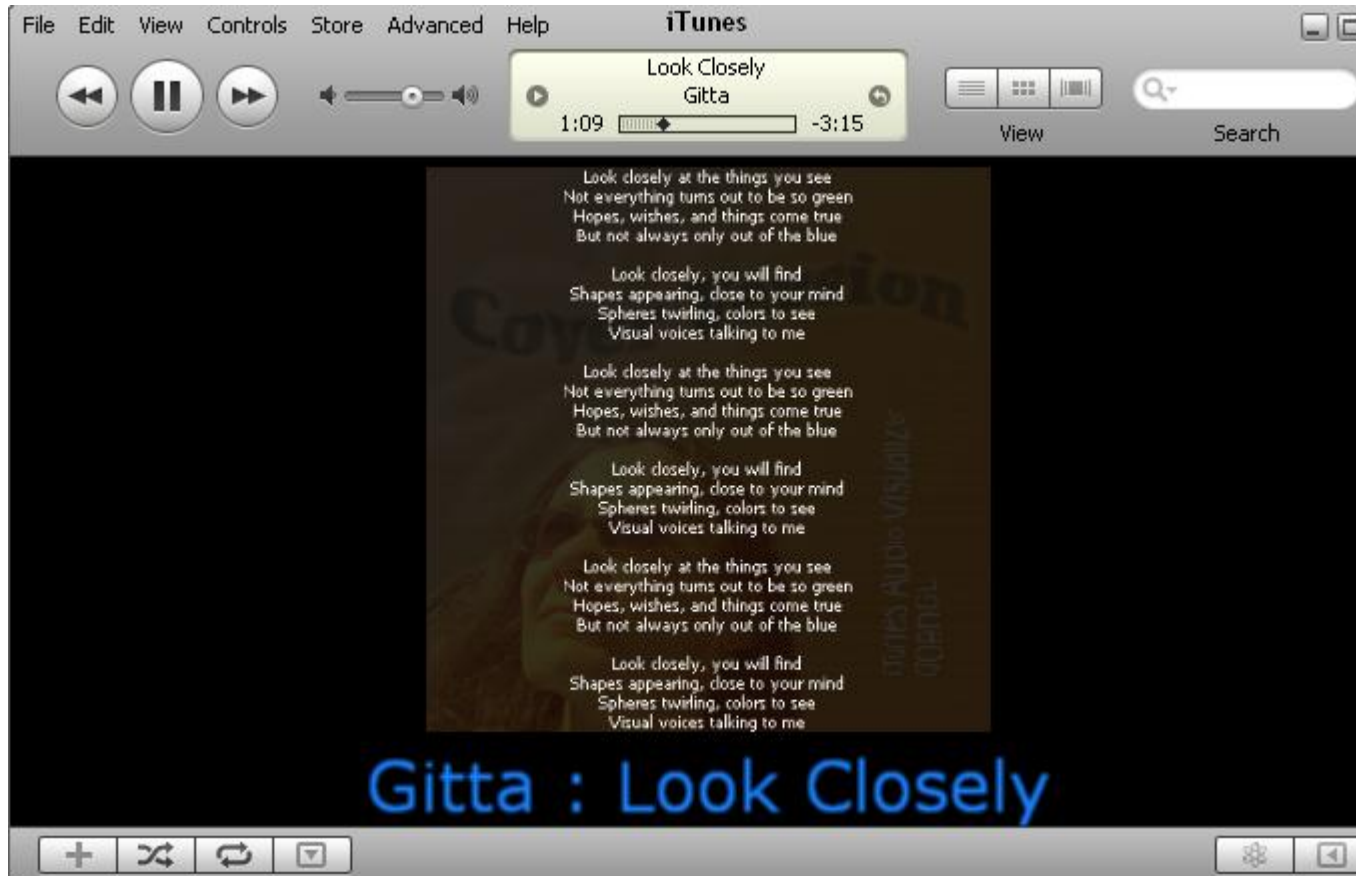 iTunes
File Edit View Controls Store Advanced Help
Look Closely
Gitta
1:09 -3:15
View
Search
Look closely at the things you see
Not everything turns out to be so green
Hopes, wishes, and things come true
But not always only out of the blue
Look closely, you will find
Shapes appearing, close to your mind
Spheres twirling, colors to see
Visual voices talking to me
Look closely at the things you see
Not everything turns out to be so green
Hopes, wishes, and things come true
But not always only out of the blue
Look closely, you will find
Shapes appearing, close to your mind
Spheres twirling, colors to see
Visual voices talking to me
Look closely at the things you see
Not everything turns out to be so green
Hopes, wishes, and things come true
But not always only out of the blue
Look closely, you will find
Shapes appearing, close to your mind
Spheres twirling, colors to see
Visual voices talking to me
iTunes Audio Visualizer
Gitta : Look Closely